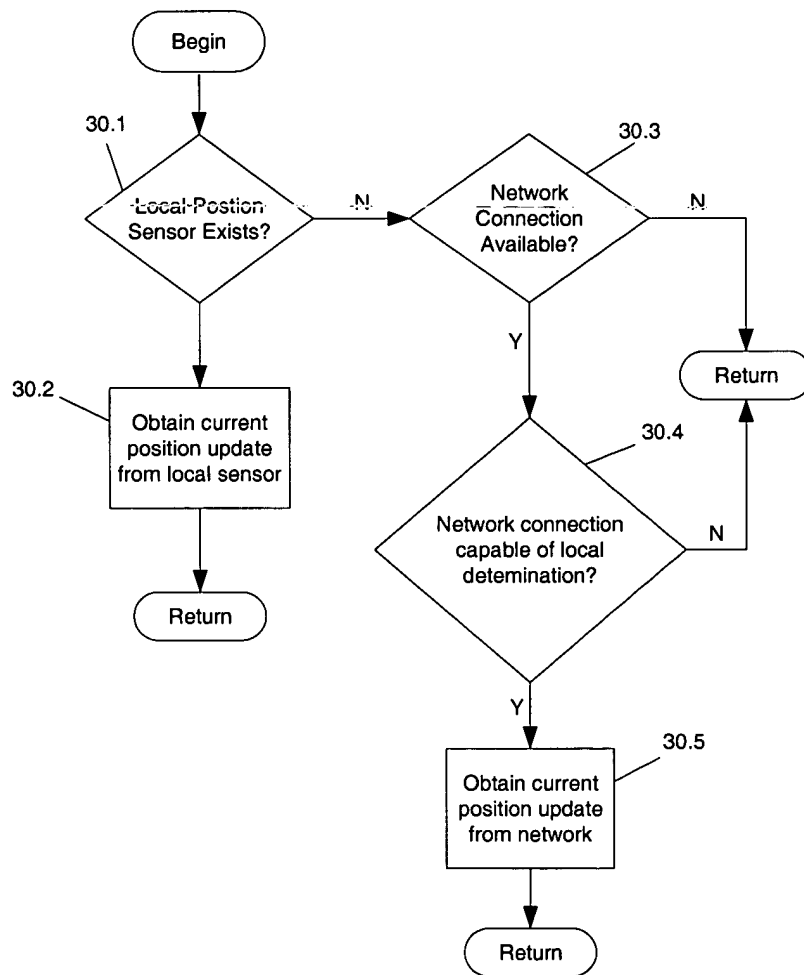 Begin
30.1
Local Postion
Sensor Exists?
N
30.3
Network
Connection
Available?
N
Y
30.2
Obtain current
position update
from local sensor
Return
Return
30.4
Network connection
capable of local
detemination?
N
Y
30.5
Obtain current
position update
from network
Return